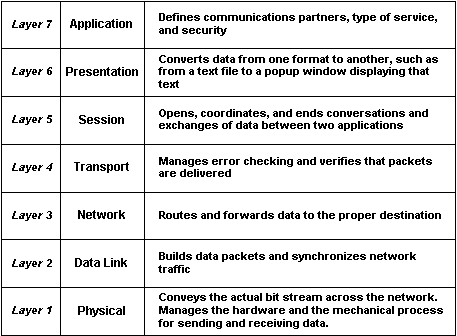 Layer 7 Application Defines communications partners, type of service,
and security
Layer 6 Presentation Converts data from one format to another, such as
from a text file to a popup window displaying that
text
Layer 5 Session Opens, coordinates, and ends conversations and
exchanges of data between two applications
Layer 4 Transport Manages error checking and verifies that packets
are delivered
Layer 3 Network Routes and forwards data to the proper destination
Layer 2 Data Link Builds data packets and synchronizes network
traffic
Layer 1 Physical Conveys the actual bit stream across the network.
Manages the hardware and the mechanical process
for sending and receiving data.